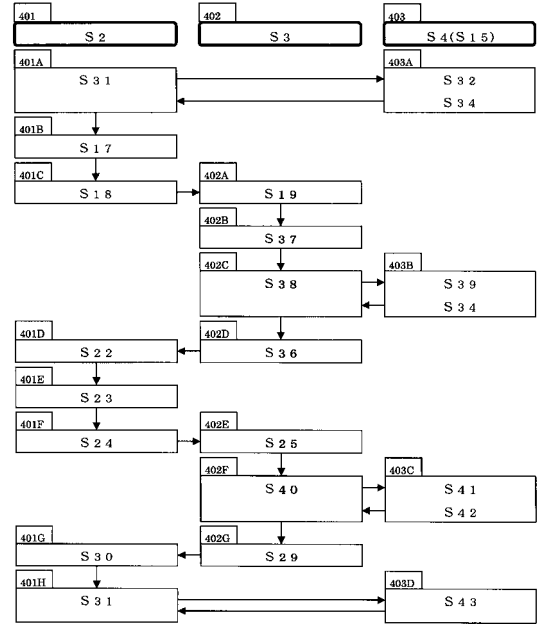 401 402 403
S2 S3 S4(S15)
401A 403A
S31 S32
S34
401B
S17
401C 402A
S18 S19
402B
S37
402C 403B
S38 S39
S34
401D 402D
S22 S36
401E
S23
401F 402E
S24 S25
402F 403C
S40 S41
S42
401G 402G
S30 S29
401H 403D
S31 S43